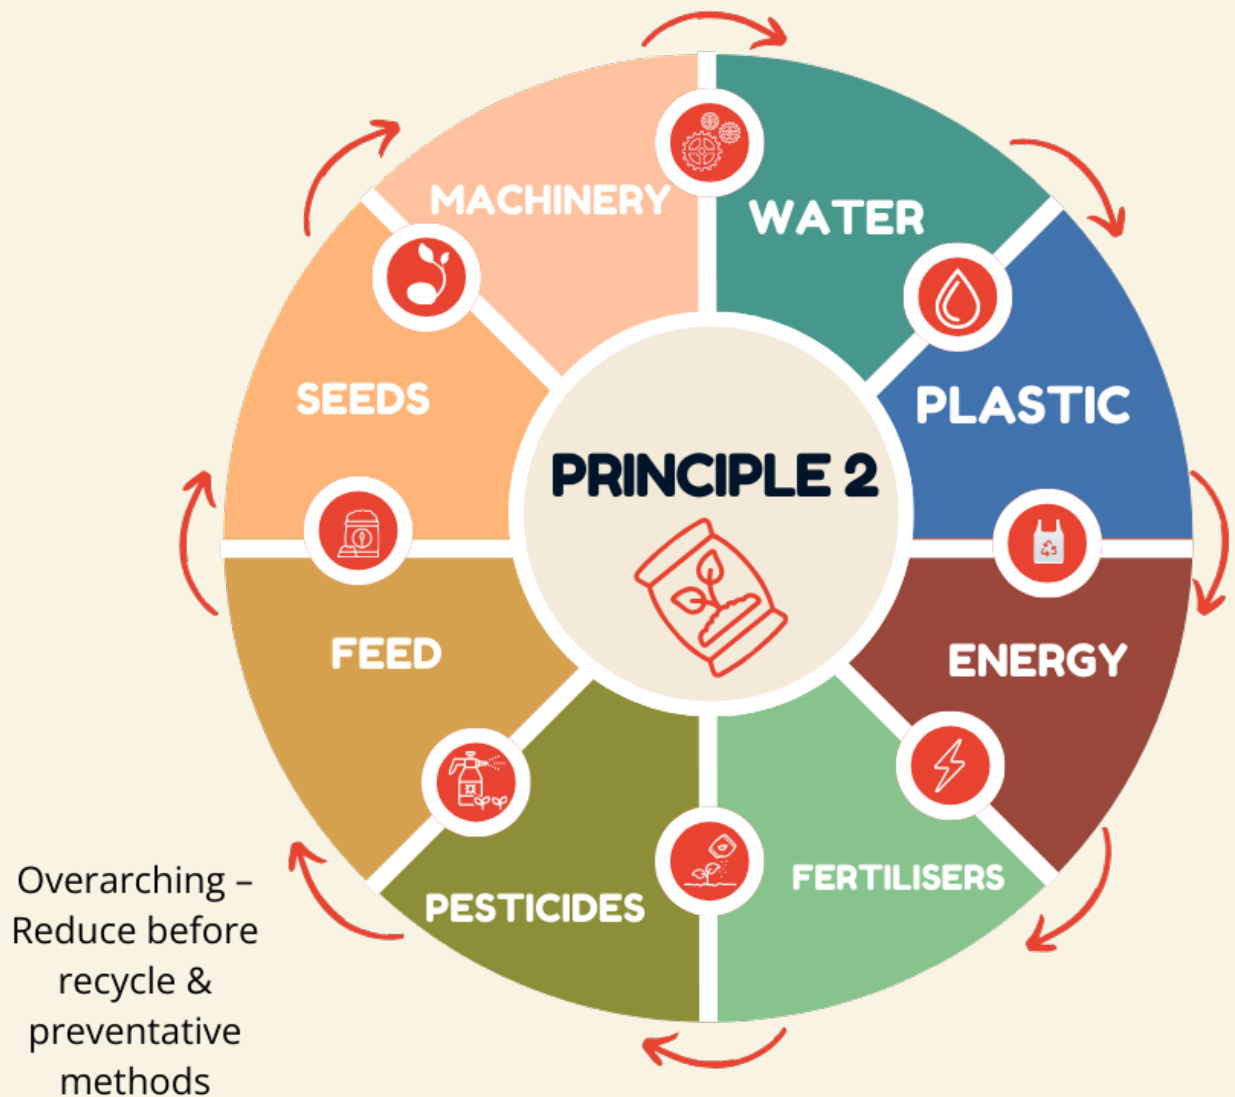 MACHINERY
WATER
SEEDS
PLASTIC
PRINCIPLE 2
FEED
ENERGY
PESTICIDES
FERTILISERS
Overarching –
Reduce before
recycle &
preventative
methods